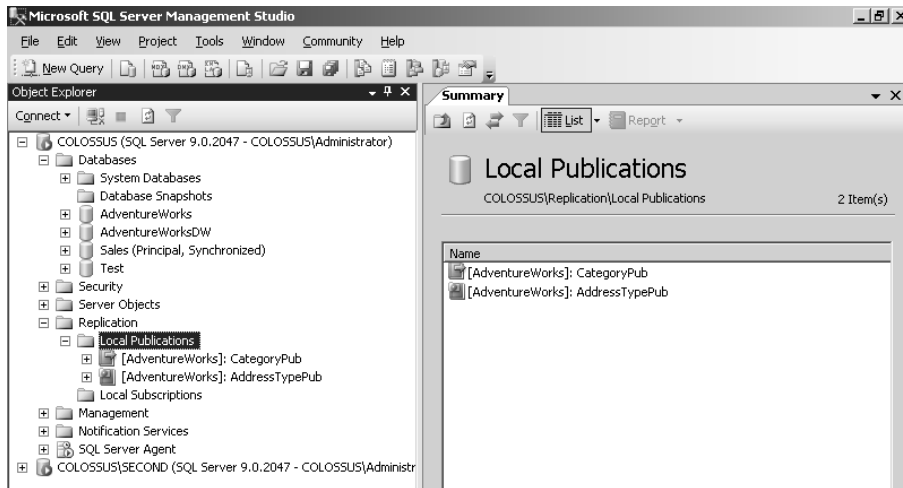 Microsoft SQL Server Management Studio
File Edit View Project Tools Window Community Help
New Query
Object Explorer
Connect
COLOSSUS (SQL Server 9.0.2047 - COLOSSUS\Administrator)
Databases
System Databases
Database Snapshots
AdventureWorks
AdventureWorksDW
Sales (Principal, Synchronized)
Test
Security
Server Objects
Replication
Local Publications
[AdventureWorks]: CategoryPub
[AdventureWorks]: AddressTypePub
Local Subscriptions
Management
Notification Services
SQL Server Agent
COLOSSUS\SECOND (SQL Server 9.0.2047 - COLOSSUS\Administr
Summary
List Report
Local Publications
COLOSSUS\Replication\Local Publications 2 Item(s)
Name
[AdventureWorks]: CategoryPub
[AdventureWorks]: AddressTypePub